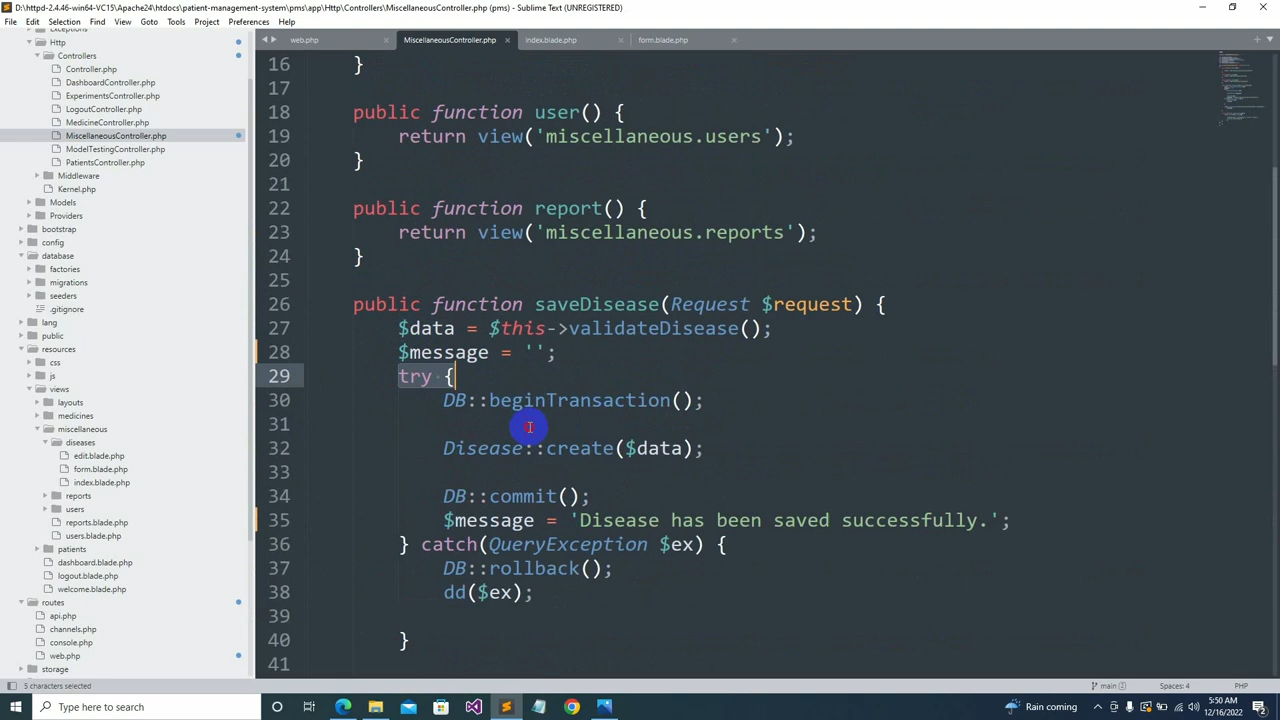 D:\httpd-2.4.46-win64-VC15\Apache24\htdocs\patient-management-system\pms\app\Http\Controllers\MiscellaneousController.php (pms) - Sublime Text (UNREGISTERED)
File Edit Selection Find View Goto Tools Project Preferences Help
web.php × MiscellaneousController.php × index.blade.php × form.blade.php ×
Exceptions
Http
Controllers
Controller.php
DashboardController.php
ExperimentsController.php
LogoutController.php
MedicineController.php
MiscellaneousController.php
ModelTestingController.php
PatientsController.php
Middleware
Kernel.php
Models
Providers
bootstrap
config
database
factories
migrations
seeders
.gitignore
lang
public
resources
css
js
views
layouts
medicines
miscellaneous
diseases
edit.blade.php
form.blade.php
index.blade.php
reports
users
reports.blade.php
users.blade.php
patients
dashboard.blade.php
logout.blade.php
welcome.blade.php
routes
api.php
channels.php
console.php
web.php
storage
16 }
17
18 public function user() {
19 return view('miscellaneous.users');
20 }
21
22 public function report() {
23 return view('miscellaneous.reports');
24 }
25
26 public function saveDisease(Request $request) {
27 $data = $this->validateDisease();
28 $message = '';
29 try {
30 DB::beginTransaction();
31
32 Disease::create($data);
33
34 DB::commit();
35 $message = 'Disease has been saved successfully.';
36 } catch(QueryException $ex) {
37 DB::rollback();
38 dd($ex);
39
40 }
41
5 characters selected
main
Spaces: 4
PHP
Type here to search
Rain coming
5:50 AM
12/16/2022